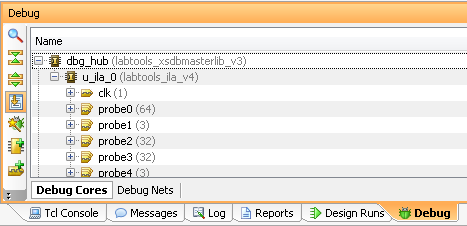 Debug
Name
dbg_hub (labtools_xsdbmasterlib_v3)
u_ila_0 (labtools_ila_v4)
clk (1)
probe0 (64)
probe1 (3)
probe2 (32)
probe3 (32)
probe4 (3)
Debug Cores Debug Nets
Tcl Console Messages Log Reports Design Runs Debug